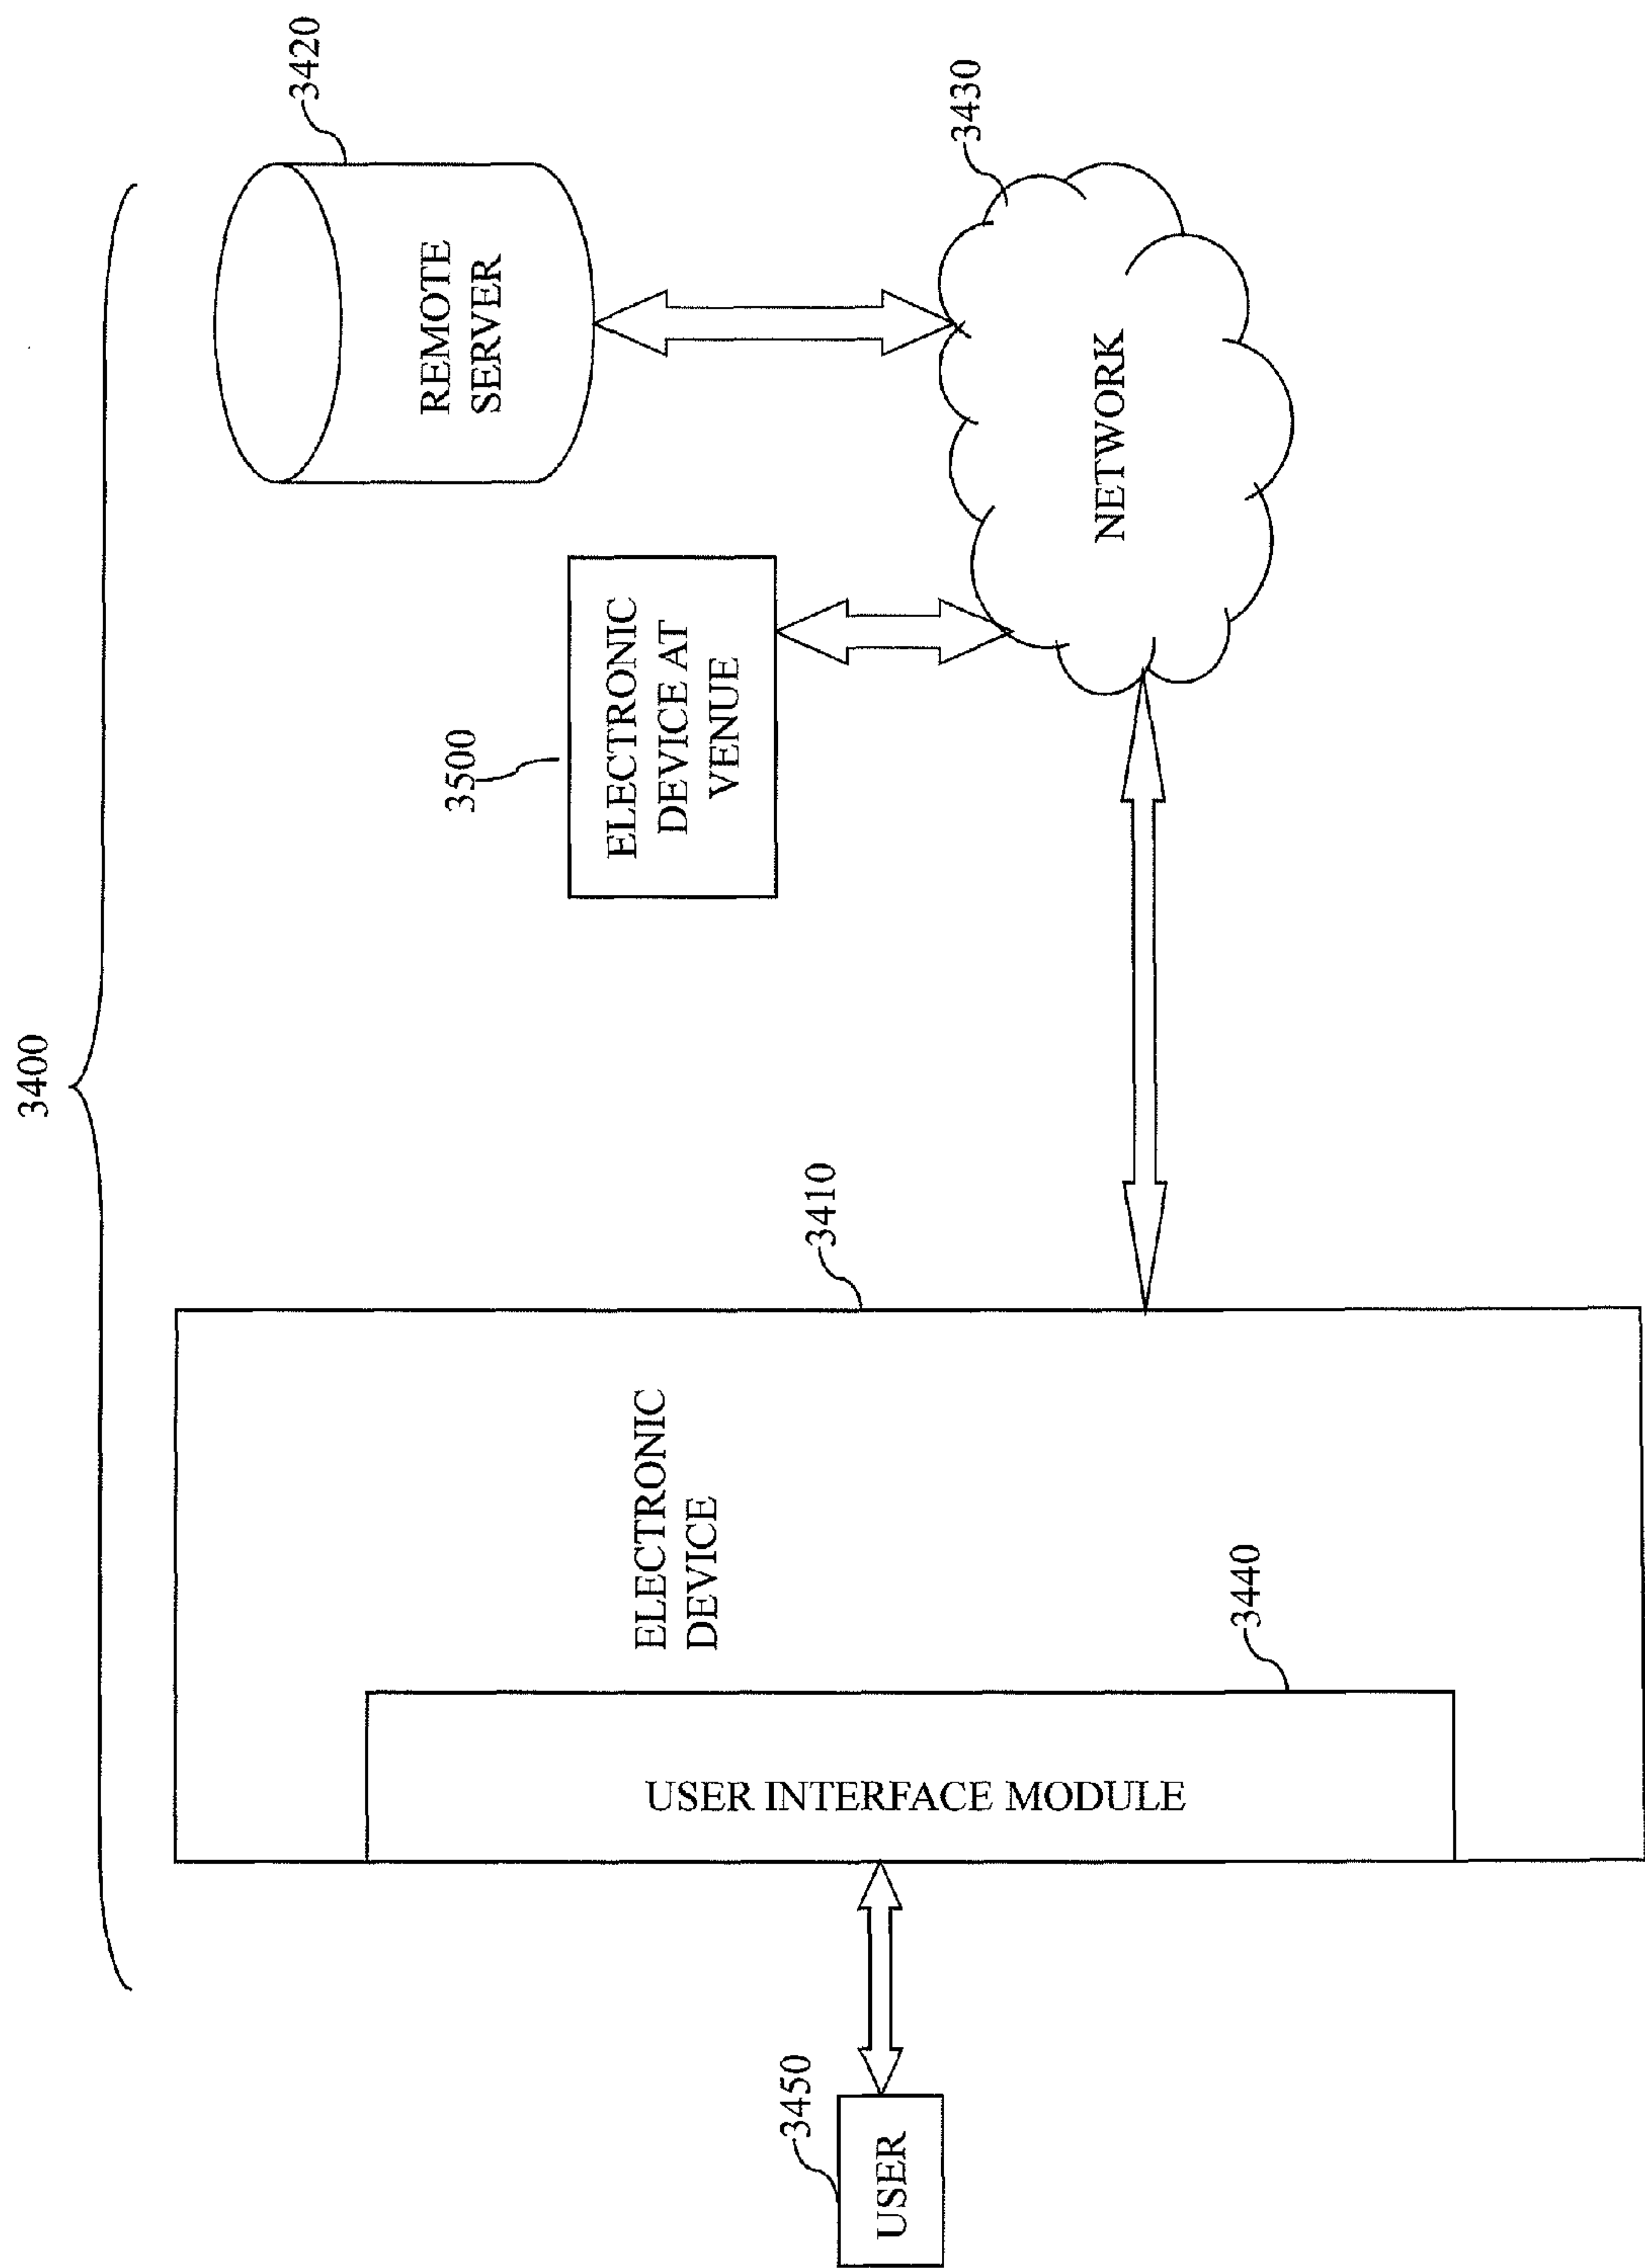 3400
3450
USER
USER INTERFACE MODULE
3440
ELECTRONIC
DEVICE
3410
3500
ELECTRONIC
DEVICE AT
VENUE
REMOTE
SERVER
3420
NETWORK
3430